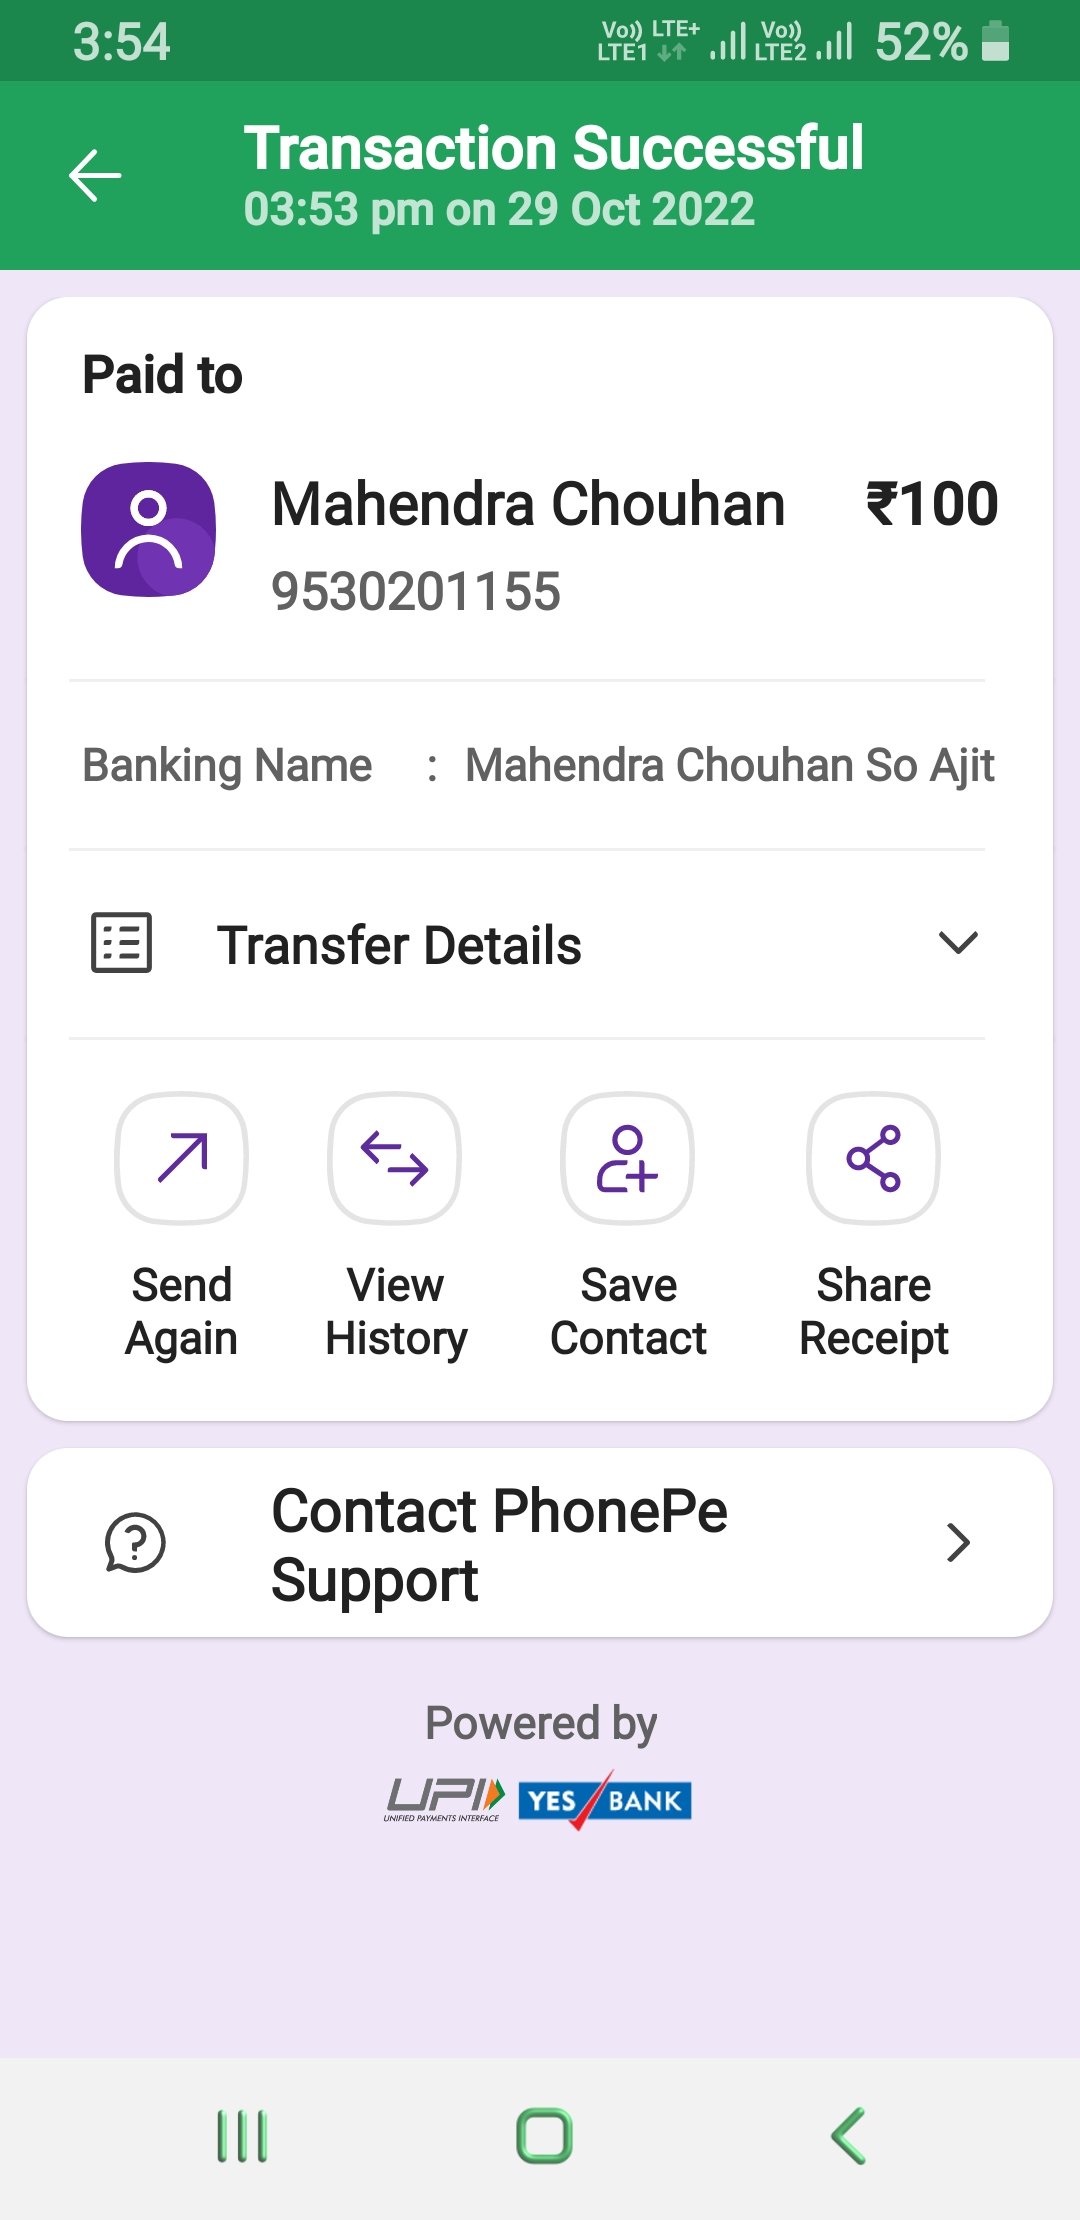 3:54
Vo)) LTE+
LTE1
Vo))
LTE2
52%
Transaction Successful
03:53 pm on 29 Oct 2022
Paid to
Mahendra Chouhan ₹100
9530201155
Banking Name : Mahendra Chouhan So Ajit
Transfer Details
Send Again
View History
Save Contact
Share Receipt
Contact PhonePe
Support
Powered by
UPI
UNIFIED PAYMENTS INTERFACE
YES BANK